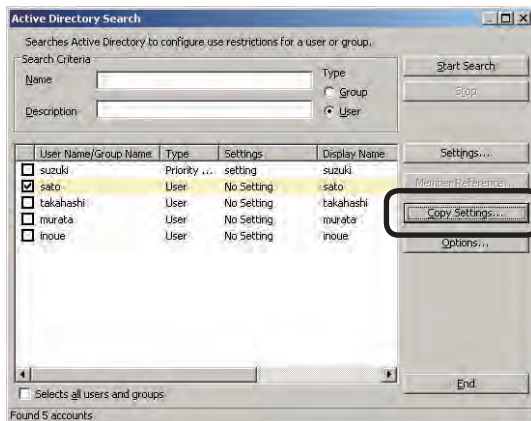 Active Directory Search
Searches Active Directory to configure use restrictions for a user or group.
Search Criteria
Name
Description
Type
Group
User
Start Search
Stop
User Name/Group Name Type Settings Display Name
suzuki Priority ... setting suzuki
sato User No Setting sato
takahashi User No Setting takahashi
murata User No Setting murata
inoue User No Setting inoue
Settings...
Member Reference...
Copy Settings...
Options...
End
Selects all users and groups
Found 5 accounts